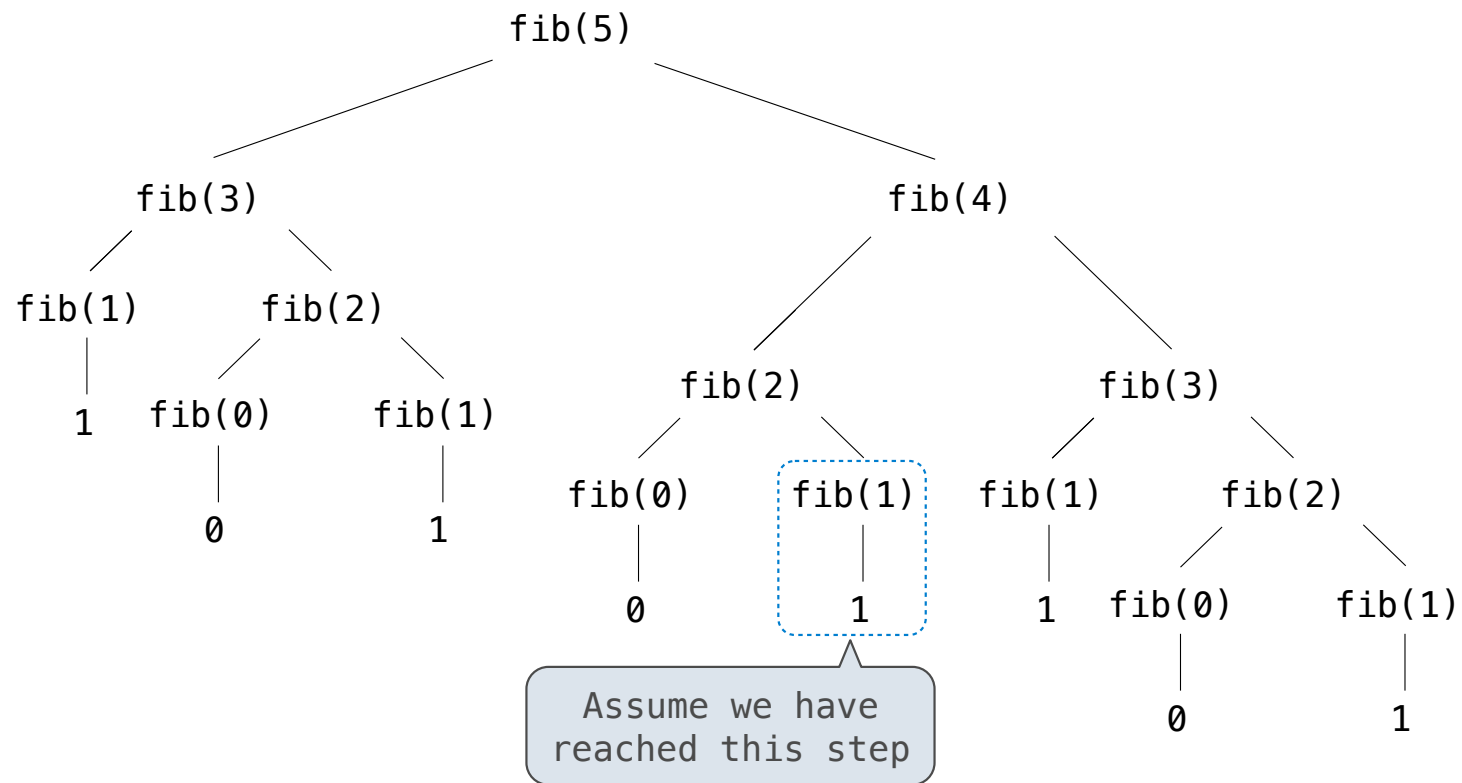 fib(5)
fib(3) fib(4)
fib(1) fib(2)
fib(2) fib(3)
1 fib(0) fib(1)
fib(0) fib(1) fib(1) fib(2)
0 1
0 1 1 fib(0) fib(1)
Assume we have
reached this step
0 1